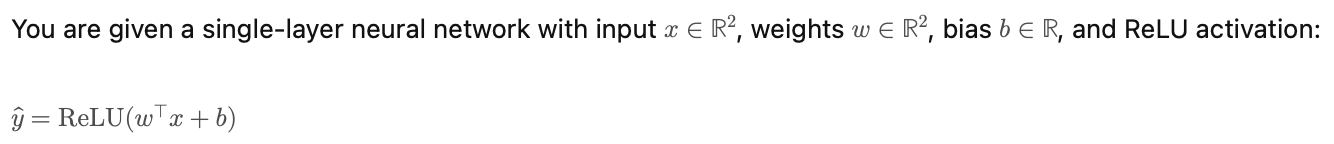 You are given a single-layer neural network with input x ∈ ℝ², weights w ∈ ℝ², bias b ∈ ℝ, and ReLU activation:
ŷ = ReLU(w⊤x + b)